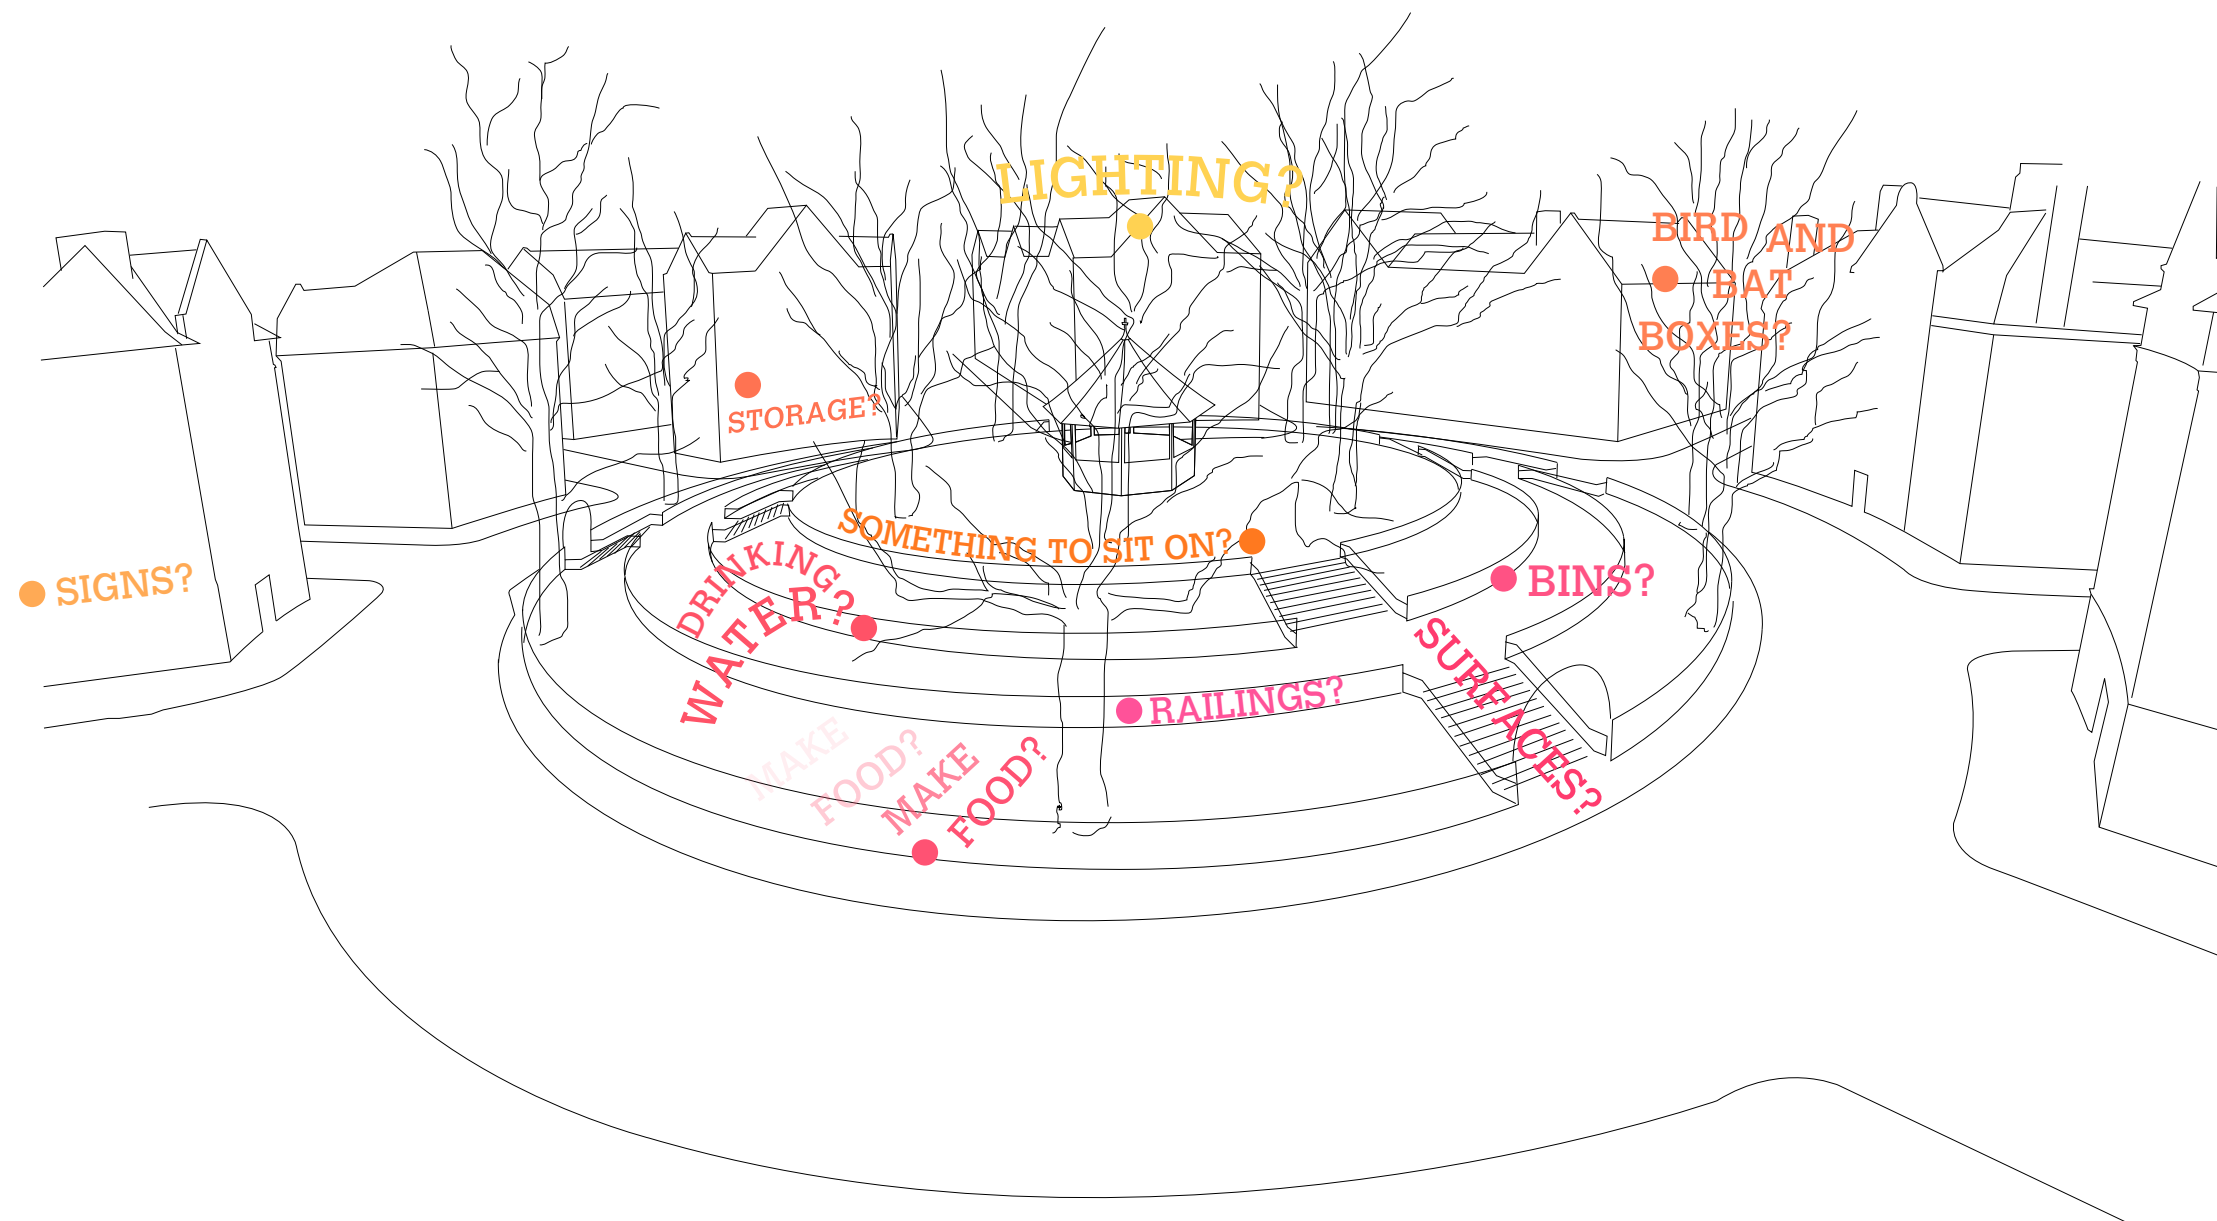 LIGHTING?
BIRD AND
BAT
BOXES?
STORAGE?
SOMETHING TO SIT ON?
SIGNS?
DRINKING
WATER?
BINS?
SURFACES?
RAILINGS?
MAKE
FOOD?
MAKE
FOOD?